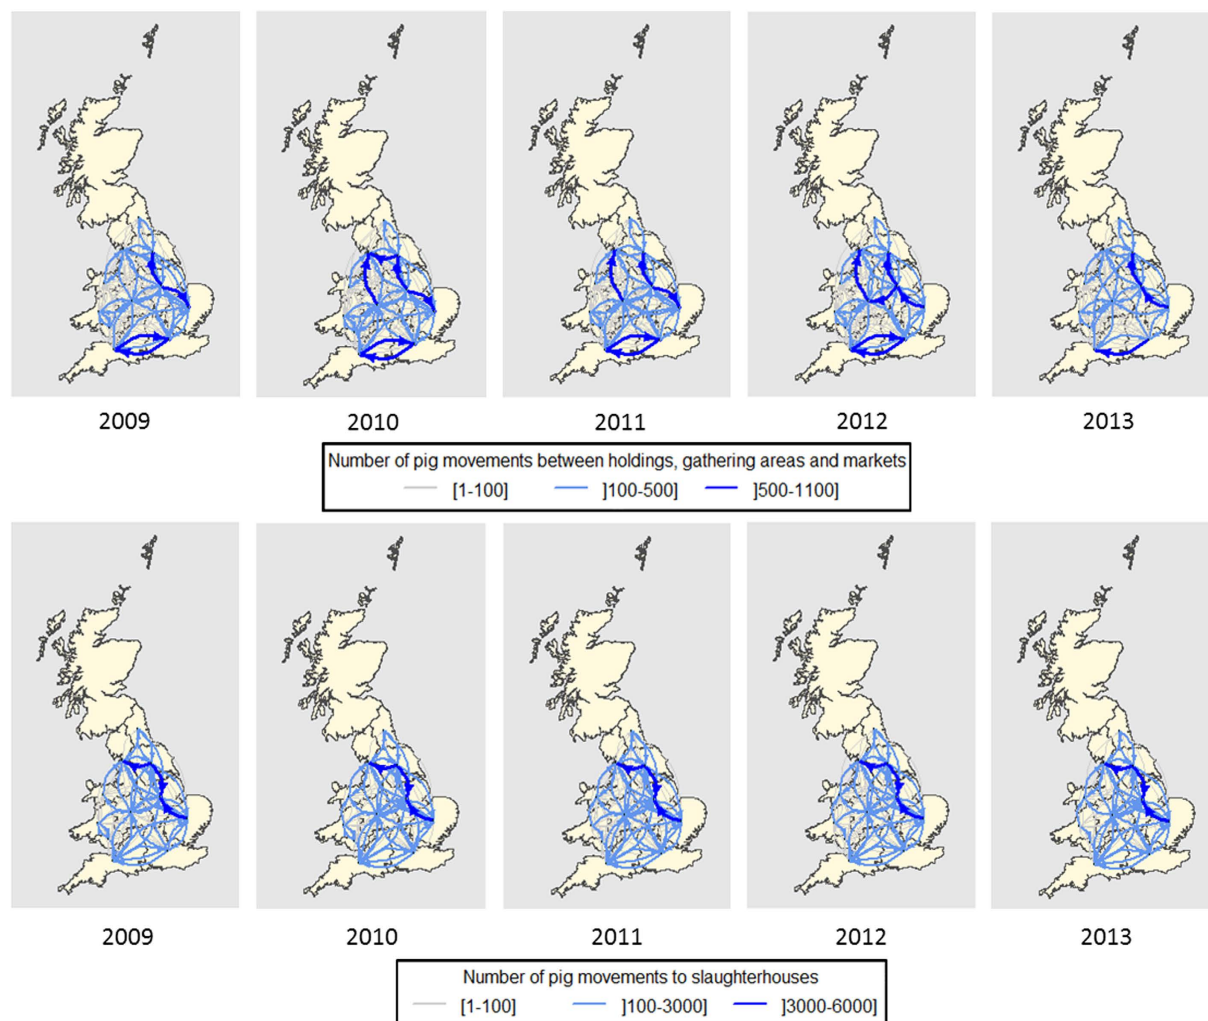 2009 2010 2011 2012 2013
Number of pig movements between holdings, gathering areas and markets
[1-100] ]100-500] ]500-1100]
2009 2010 2011 2012 2013
Number of pig movements to slaughterhouses
[1-100] ]100-3000] ]3000-6000]